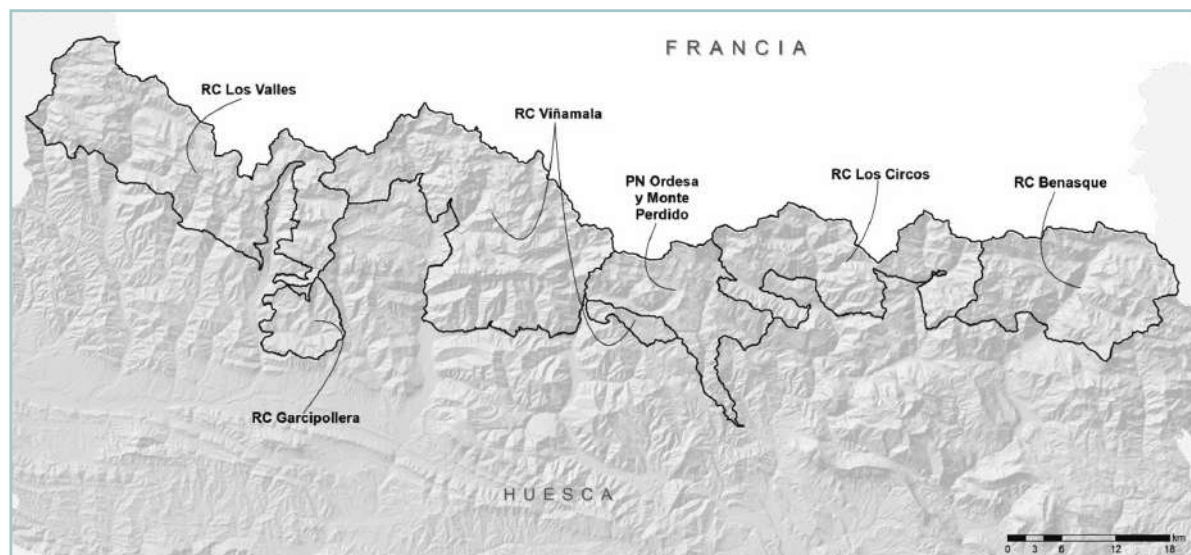 FRANCIA
RC Los Valles
RC Viñamala
PN Ordesa
y Monte
Perdido
RC Los Circos
RC Benasque
RC Garcipollera
HUESCA
km
0 3 6 12 18